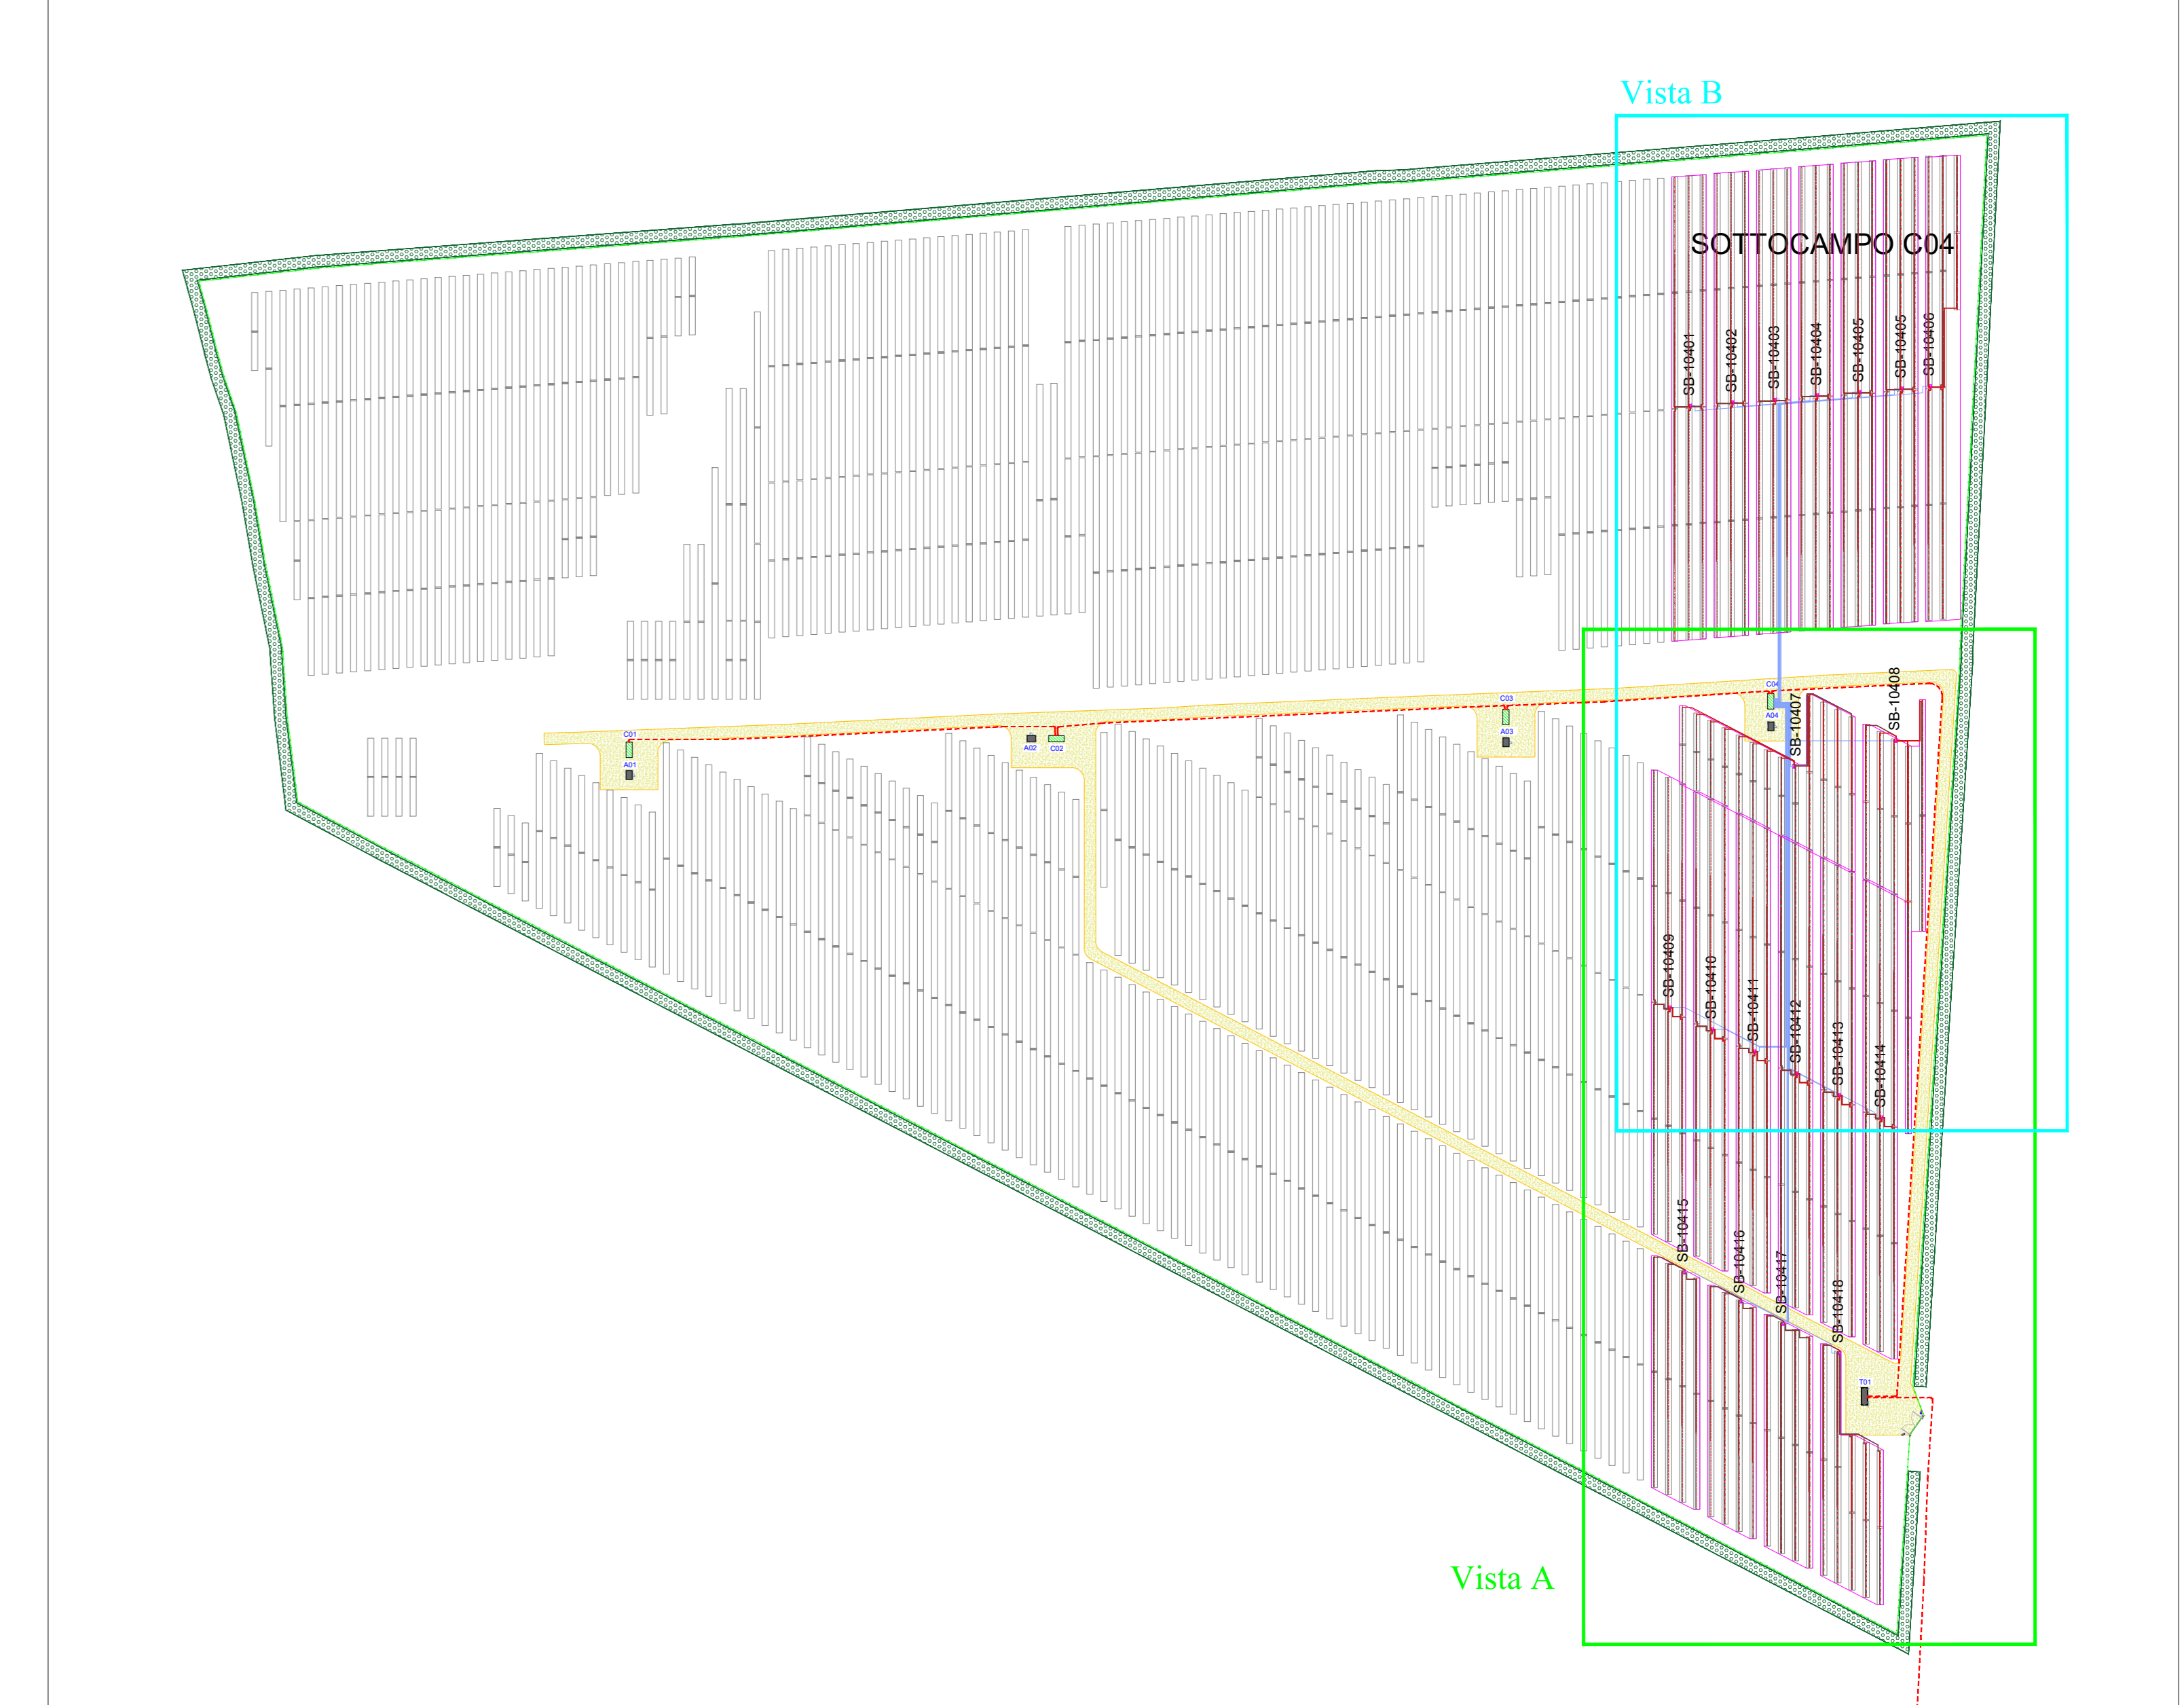 Vista B
SOTTOCAMPO C04
SB-10401
SB-10402
SB-10403
SB-10404
SB-10405
SB-10405
SB-10406
C04
A04
SB-10407
SB-10408
C03
A03
A02
C02
C01
A01
SB-10409
SB-10410
SB-10411
SB-10412
SB-10413
SB-10414
SB-10415
SB-10416
SB-10417
SB-10418
T01
Vista A